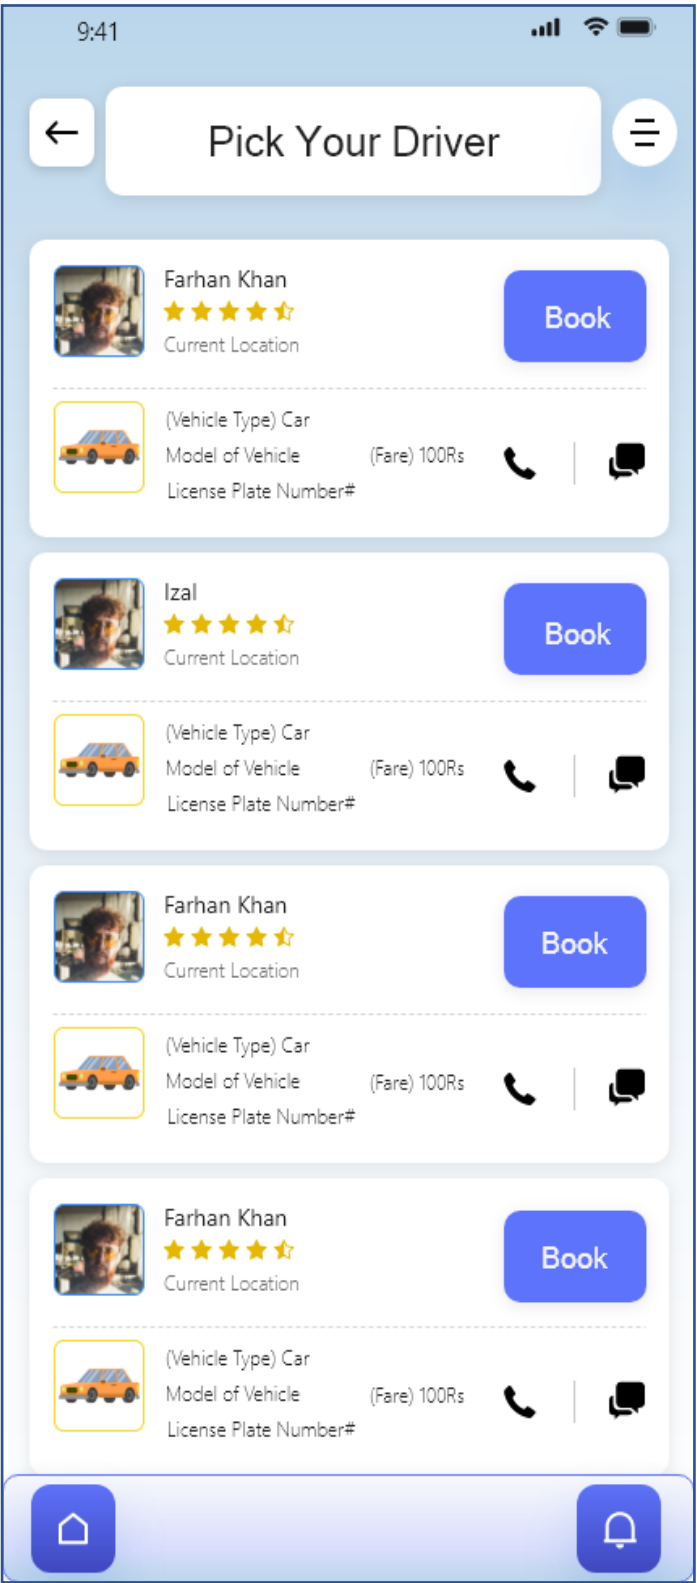 9:41
Pick Your Driver
Farhan Khan
Book
Current Location
(Vehicle Type) Car
Model of Vehicle (Fare) 100Rs
License Plate Number#
Izal
Book
Current Location
(Vehicle Type) Car
Model of Vehicle (Fare) 100Rs
License Plate Number#
Farhan Khan
Book
Current Location
(Vehicle Type) Car
Model of Vehicle (Fare) 100Rs
License Plate Number#
Farhan Khan
Book
Current Location
(Vehicle Type) Car
Model of Vehicle (Fare) 100Rs
License Plate Number#